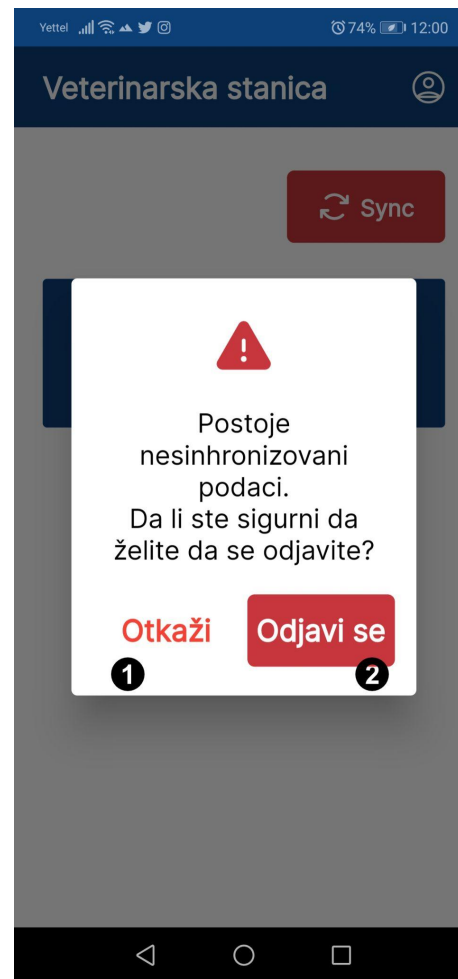 Yettel 74% 12:00
Veterinarska stanica
Sync
Postoje
nesinhronizovani
podaci.
Da li ste sigurni da
želite da se odjavite?
Otkaži Odjavi se
1 2